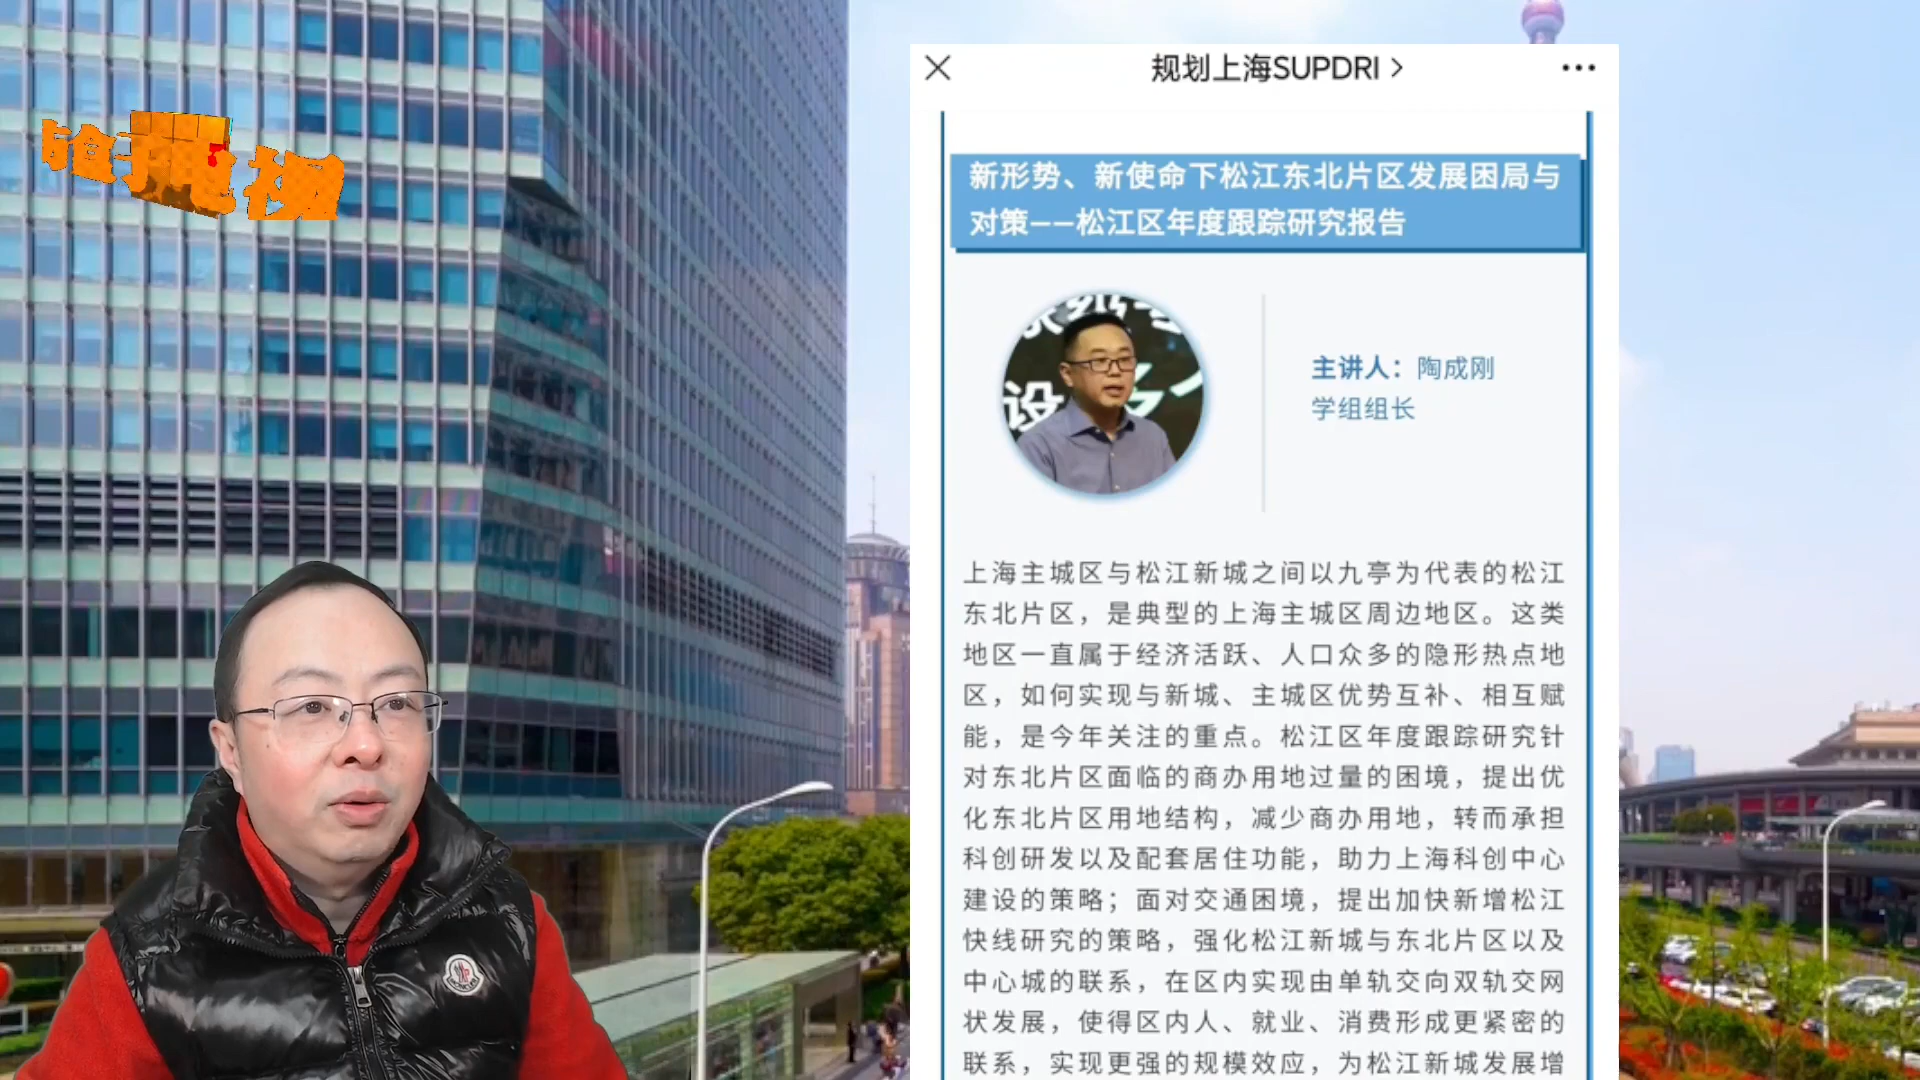 规划上海SUPDRI
新形势、新使命下松江东北片区发展困局与
对策——松江区年度跟踪研究报告
主讲人：陶成刚
学组组长
上海主城区与松江新城之间以九亭为代表的松江
东北片区，是典型的上海主城区周边地区。这类
地区一直属于经济活跃、人口众多的隐形热点地
区，如何实现与新城、主城区优势互补、相互赋
能，是今年关注的重点。松江区年度跟踪研究针
对东北片区面临的商办用地过量的困境，提出优
化东北片区用地结构，减少商办用地，转而承担
科创研发以及配套居住功能，助力上海科创中心
建设的策略；面对交通困境，提出加快新增松江
快线研究的策略，强化松江新城与东北片区以及
中心城的联系，在区内实现由单轨交向双轨交网
状发展，使得区内人、就业、消费形成更紧密的
联系，实现更强的规模效应，为松江新城发展增